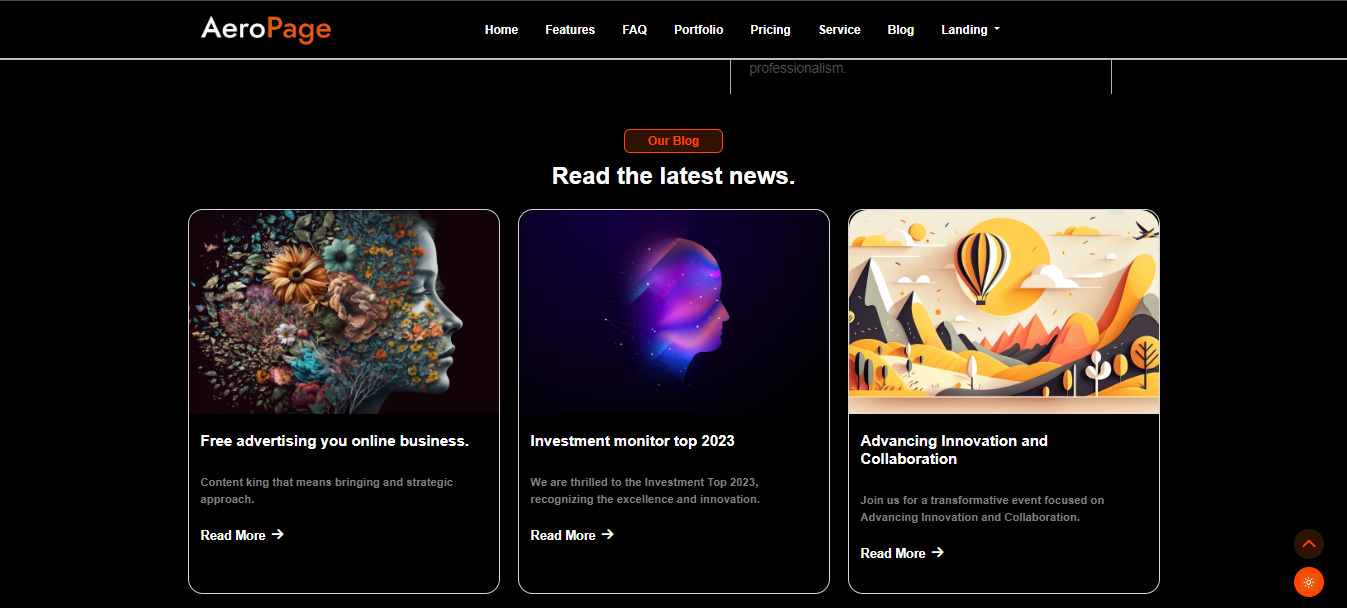 AeroPage
Home Features FAQ Portfolio Pricing Service Blog Landing
professionalism.
Our Blog
Read the latest news.
Free advertising you online business.
Content king that means bringing and strategic
approach.
Read More
Investment monitor top 2023
We are thrilled to the Investment Top 2023,
recognizing the excellence and innovation.
Read More
Advancing Innovation and
Collaboration
Join us for a transformative event focused on
Advancing Innovation and Collaboration.
Read More